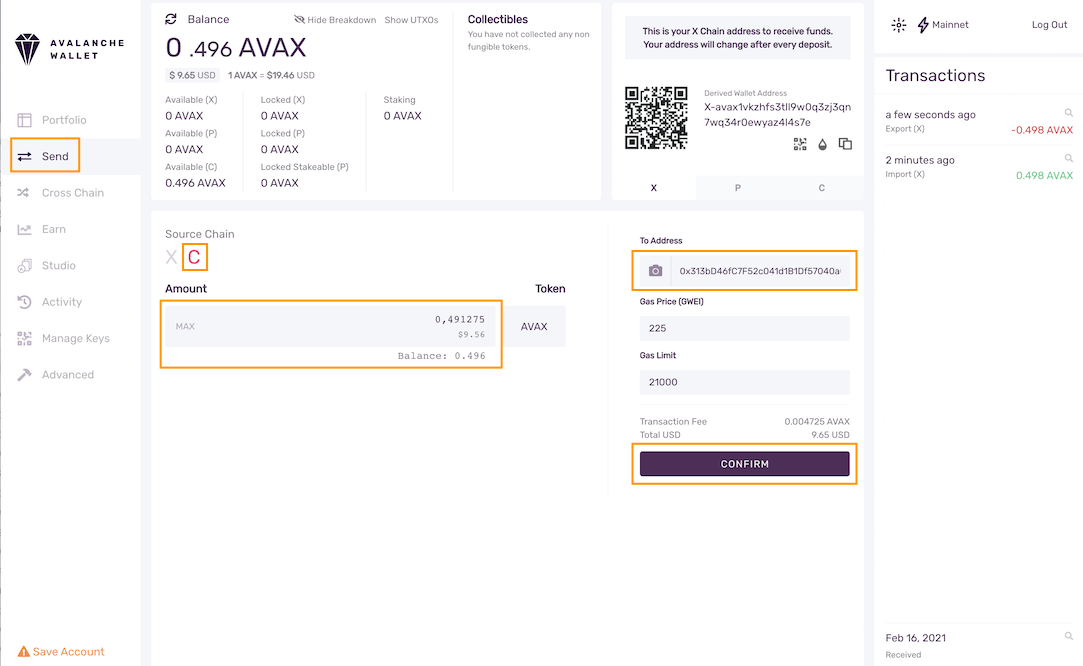 AVALANCHE
WALLET
Portfolio
Send
Cross Chain
Earn
Studio
Activity
Manage Keys
Advanced
Save Account
Balance
Hide Breakdown
Show UTXOs
0 .496 AVAX
$ 9.65 USD
1 AVAX = $19.46 USD
Available (X)
0 AVAX
Available (P)
0 AVAX
Available (C)
0.496 AVAX
Locked (X)
0 AVAX
Locked (P)
0 AVAX
Locked Stakeable (P)
0 AVAX
Staking
0 AVAX
Collectibles
You have not collected any non
fungible tokens.
This is your X Chain address to receive funds.
Your address will change after every deposit.
Derived Wallet Address
X-avax1vkzhfs3tll9w0q3zj3qn
7wq34r0ewyaz4l4s7e
X
P
C
Source Chain
X C
Amount
Token
MAX
0,491275
$9.56
AVAX
Balance: 0.496
To Address
0x313bD46fC7F52c041d1B1Df57040a
Gas Price (GWEI)
225
Gas Limit
21000
Transaction Fee
0.004725 AVAX
Total USD
9.65 USD
CONFIRM
Mainnet
Log Out
Transactions
a few seconds ago
Export (X)
-0.498 AVAX
2 minutes ago
Import (X)
0.498 AVAX
Feb 16, 2021
Received